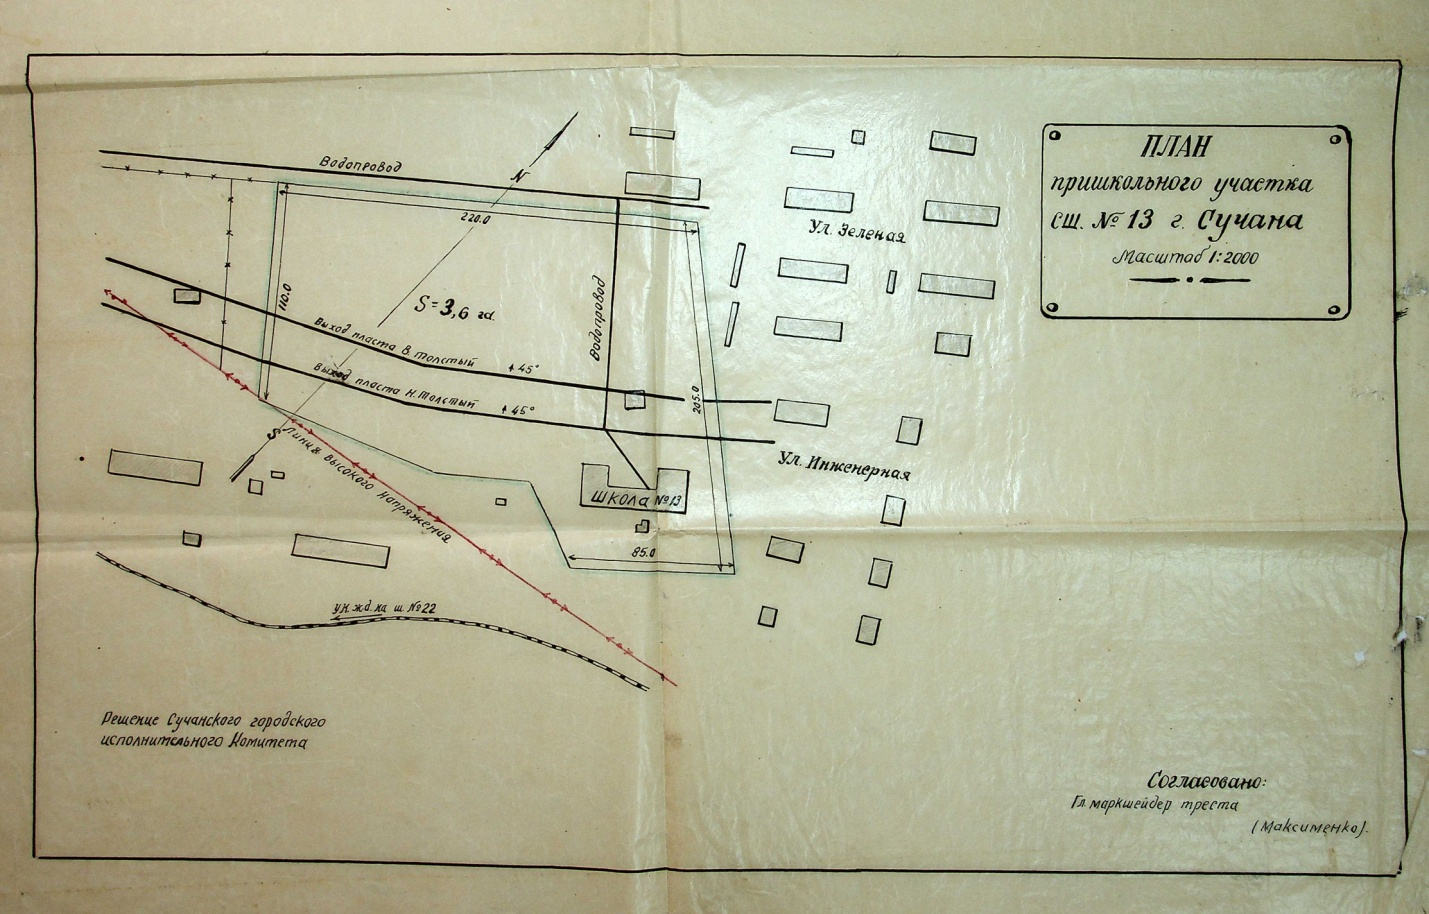 ПЛАН
пришкольного участка
сш. № 13 г. Сучана
Масштаб 1:2000
Водопровод
N
220.0
Ул. Зеленая
110.0
S=3,6 га.
Водопровод
Выход пласта В. Толстый
45°
Выход пласта Н. Толстый
45°
205.0
S
Линия высокого напряжения
Ул. Инженерная
ШКОЛА №13
85.0
ук. жд. на ш. №22
Решение Сучанского городского
исполнительного Комитета
Согласовано:
Гл. маркшейдер треста
(Максименко).